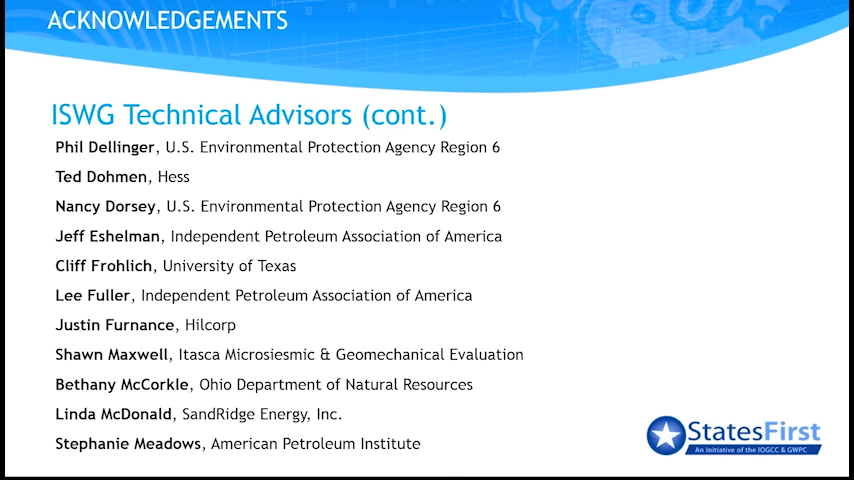 ACKNOWLEDGEMENTS
ISWG Technical Advisors (cont.)
Phil Dellinger, U.S. Environmental Protection Agency Region 6
Ted Dohmen, Hess
Nancy Dorsey, U.S. Environmental Protection Agency Region 6
Jeff Eshelman, Independent Petroleum Association of America
Cliff Frohlich, University of Texas
Lee Fuller, Independent Petroleum Association of America
Justin Furnance, Hilcorp
Shawn Maxwell, Itasca Microsiesmic & Geomechanical Evaluation
Bethany McCorkle, Ohio Department of Natural Resources
Linda McDonald, SandRidge Energy, Inc.
Stephanie Meadows, American Petroleum Institute
StatesFirst
An Initiative of the IOGCC & GWPC